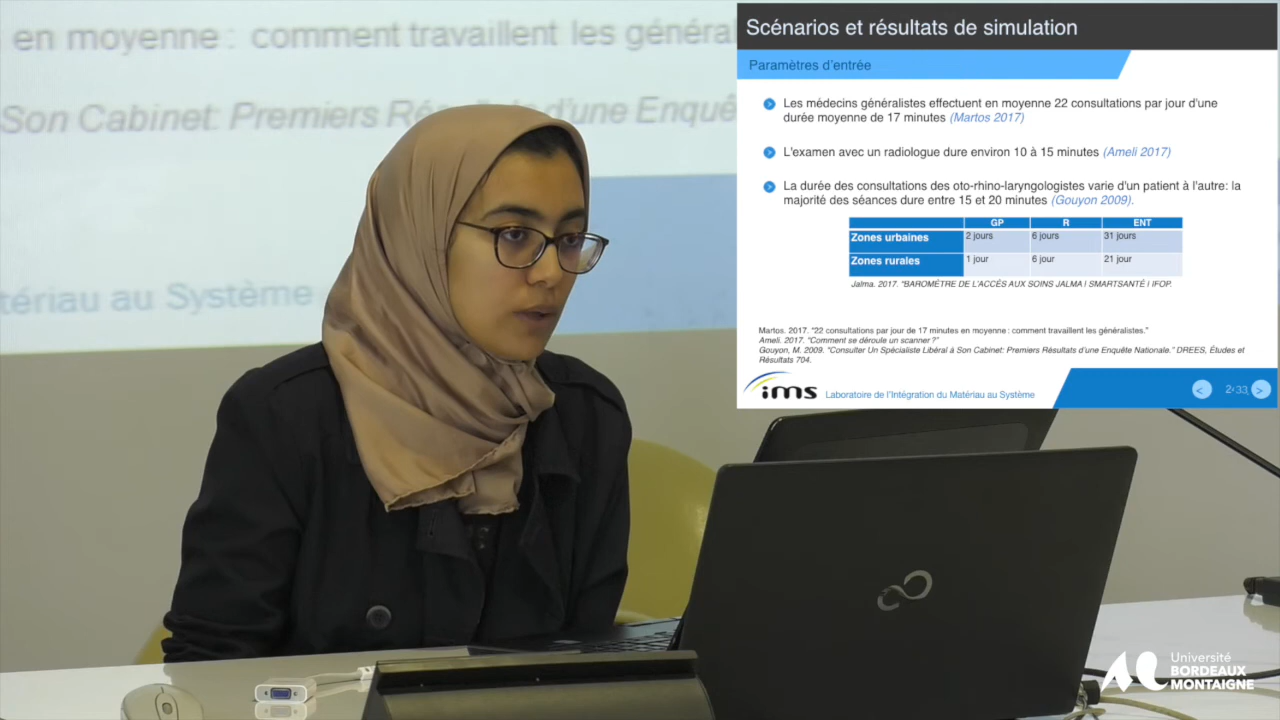 en moyenne : comment travaillent les général
Son Cabinet: Premiers Résultats d'une Enquê
atériau au Système
Scénarios et résultats de simulation
Paramètres d'entrée
Les médecins généralistes effectuent en moyenne 22 consultations par jour d'une
durée moyenne de 17 minutes (Martos 2017)
L'examen avec un radiologue dure environ 10 à 15 minutes (Ameli 2017)
La durée des consultations des oto-rhino-laryngologistes varie d'un patient à l'autre: la
majorité des séances dure entre 15 et 20 minutes (Gouyon 2009).
GP R ENT
Zones urbaines 2 jours 6 jours 31 jours
Zones rurales 1 jour 6 jour 21 jour
Jalma. 2017. "BAROMÈTRE DE L'ACCÈS AUX SOINS JALMA I SMARTSANTÉ I IFOP.
Martos. 2017. "22 consultations par jour de 17 minutes en moyenne : comment travaillent les généralistes."
Ameli. 2017. "Comment se déroule un scanner ?"
Gouyon, M. 2009. "Consulter Un Spécialiste Libéral à Son Cabinet: Premiers Résultats d'une Enquête Nationale." DREES, Études et
Résultats 704.
ims Laboratoire de l'Intégration du Matériau au Système
33
Université
BORDEAUX
MONTAIGNE